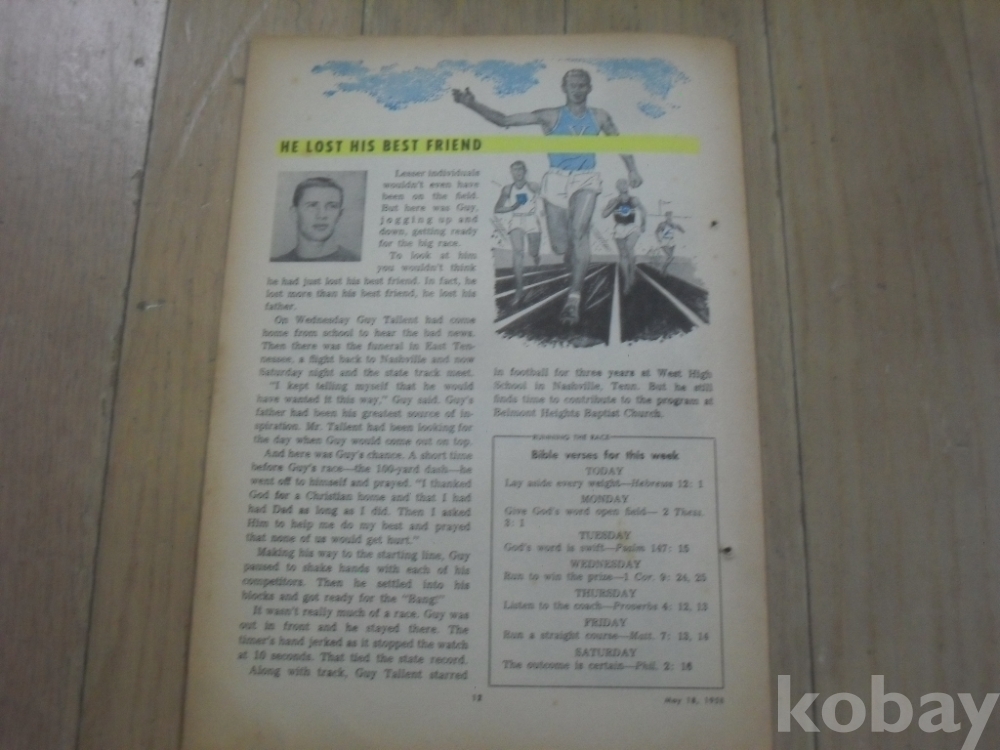 HE LOST HIS BEST FRIEND
Lesser individuals
wouldn't even have
been on the field.
But here was Guy,
jogging up and
down, getting ready
for the big race.
To look at him
you wouldn't think
he had just lost his best friend. In fact, he
lost more than his best friend, he lost his
father.
On Wednesday Guy Tallent had come
home from school to hear the bad news.
Then there was the funeral in East Ten-
nessee, a flight back to Nashville and now
Saturday night and the state track meet.
"I kept telling myself that he would
have wanted it this way," Guy said. Guy's
father had been his greatest source of in-
spiration. Mr. Tallent had been looking for
the day when Guy would come out on top.
And here was Guy's chance. A short time
before Guy's race—the 100-yard dash—he
went off to himself and prayed. "I thanked
God for a Christian home and that I had
had Dad as long as I did. Then I asked
Him to help me do my best and prayed
that none of us would get hurt."
Making his way to the starting line, Guy
paused to shake hands with each of his
competitors. Then he settled into his
blocks and got ready for the "Bang!"
It wasn't really much of a race. Guy was
out in front and he stayed there. The
timer's hand jerked as it stopped the watch
at 10 seconds. That tied the state record.
Along with track, Guy Tallent starred
in football for three years at West High
School in Nashville, Tenn. But he still
finds time to contribute to the program at
Belmont Heights Baptist Church.
RUNNING THE RACE
Bible verses for this week
TODAY
Lay aside every weight—Hebrews 12: 1
MONDAY
Give God's word open field— 2 Thess.
3: 1
TUESDAY
God's word is swift—Psalm 147: 15
WEDNESDAY
Run to win the prize—1 Cor. 9: 24, 25
THURSDAY
Listen to the coach—Proverbs 4: 12, 13
FRIDAY
Run a straight course—Matt. 7: 13, 14
SATURDAY
The outcome is certain—Phil. 2: 16
12
May 18,
kobay